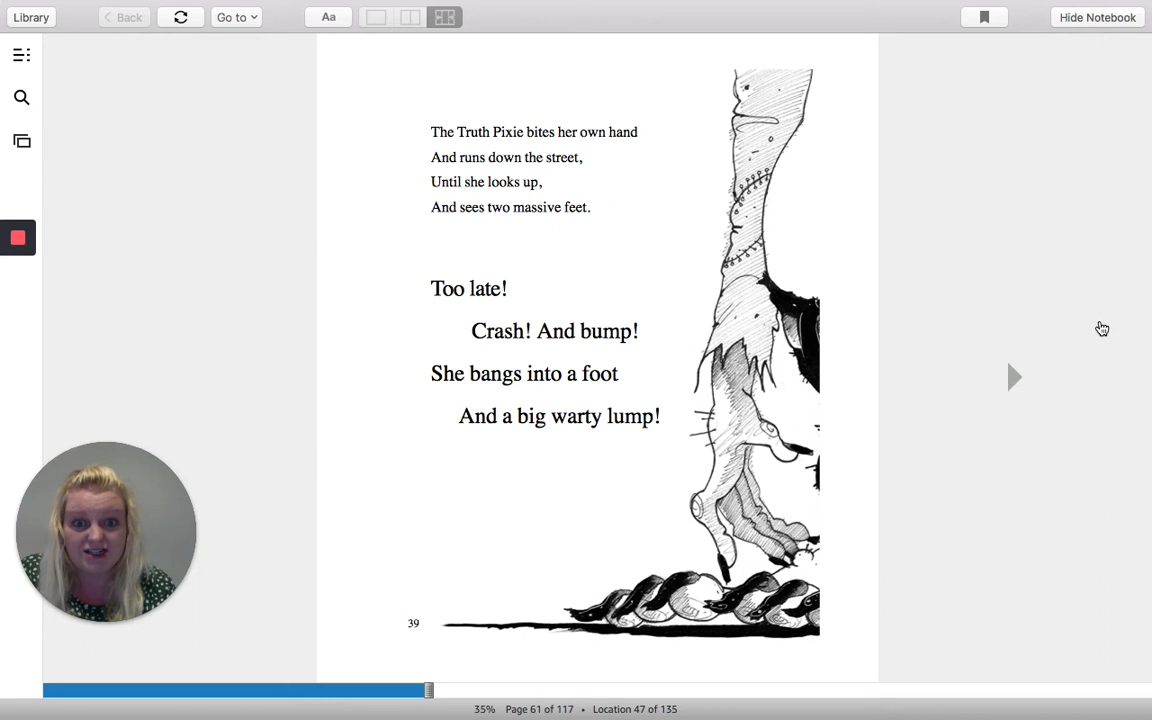 Library
Back
Go to
Aa
Hide Notebook
The Truth Pixie bites her own hand
And runs down the street,
Until she looks up,
And sees two massive feet.
Too late!
Crash! And bump!
She bangs into a foot
And a big warty lump!
39
35% Page 61 of 117 • Location 47 of 135